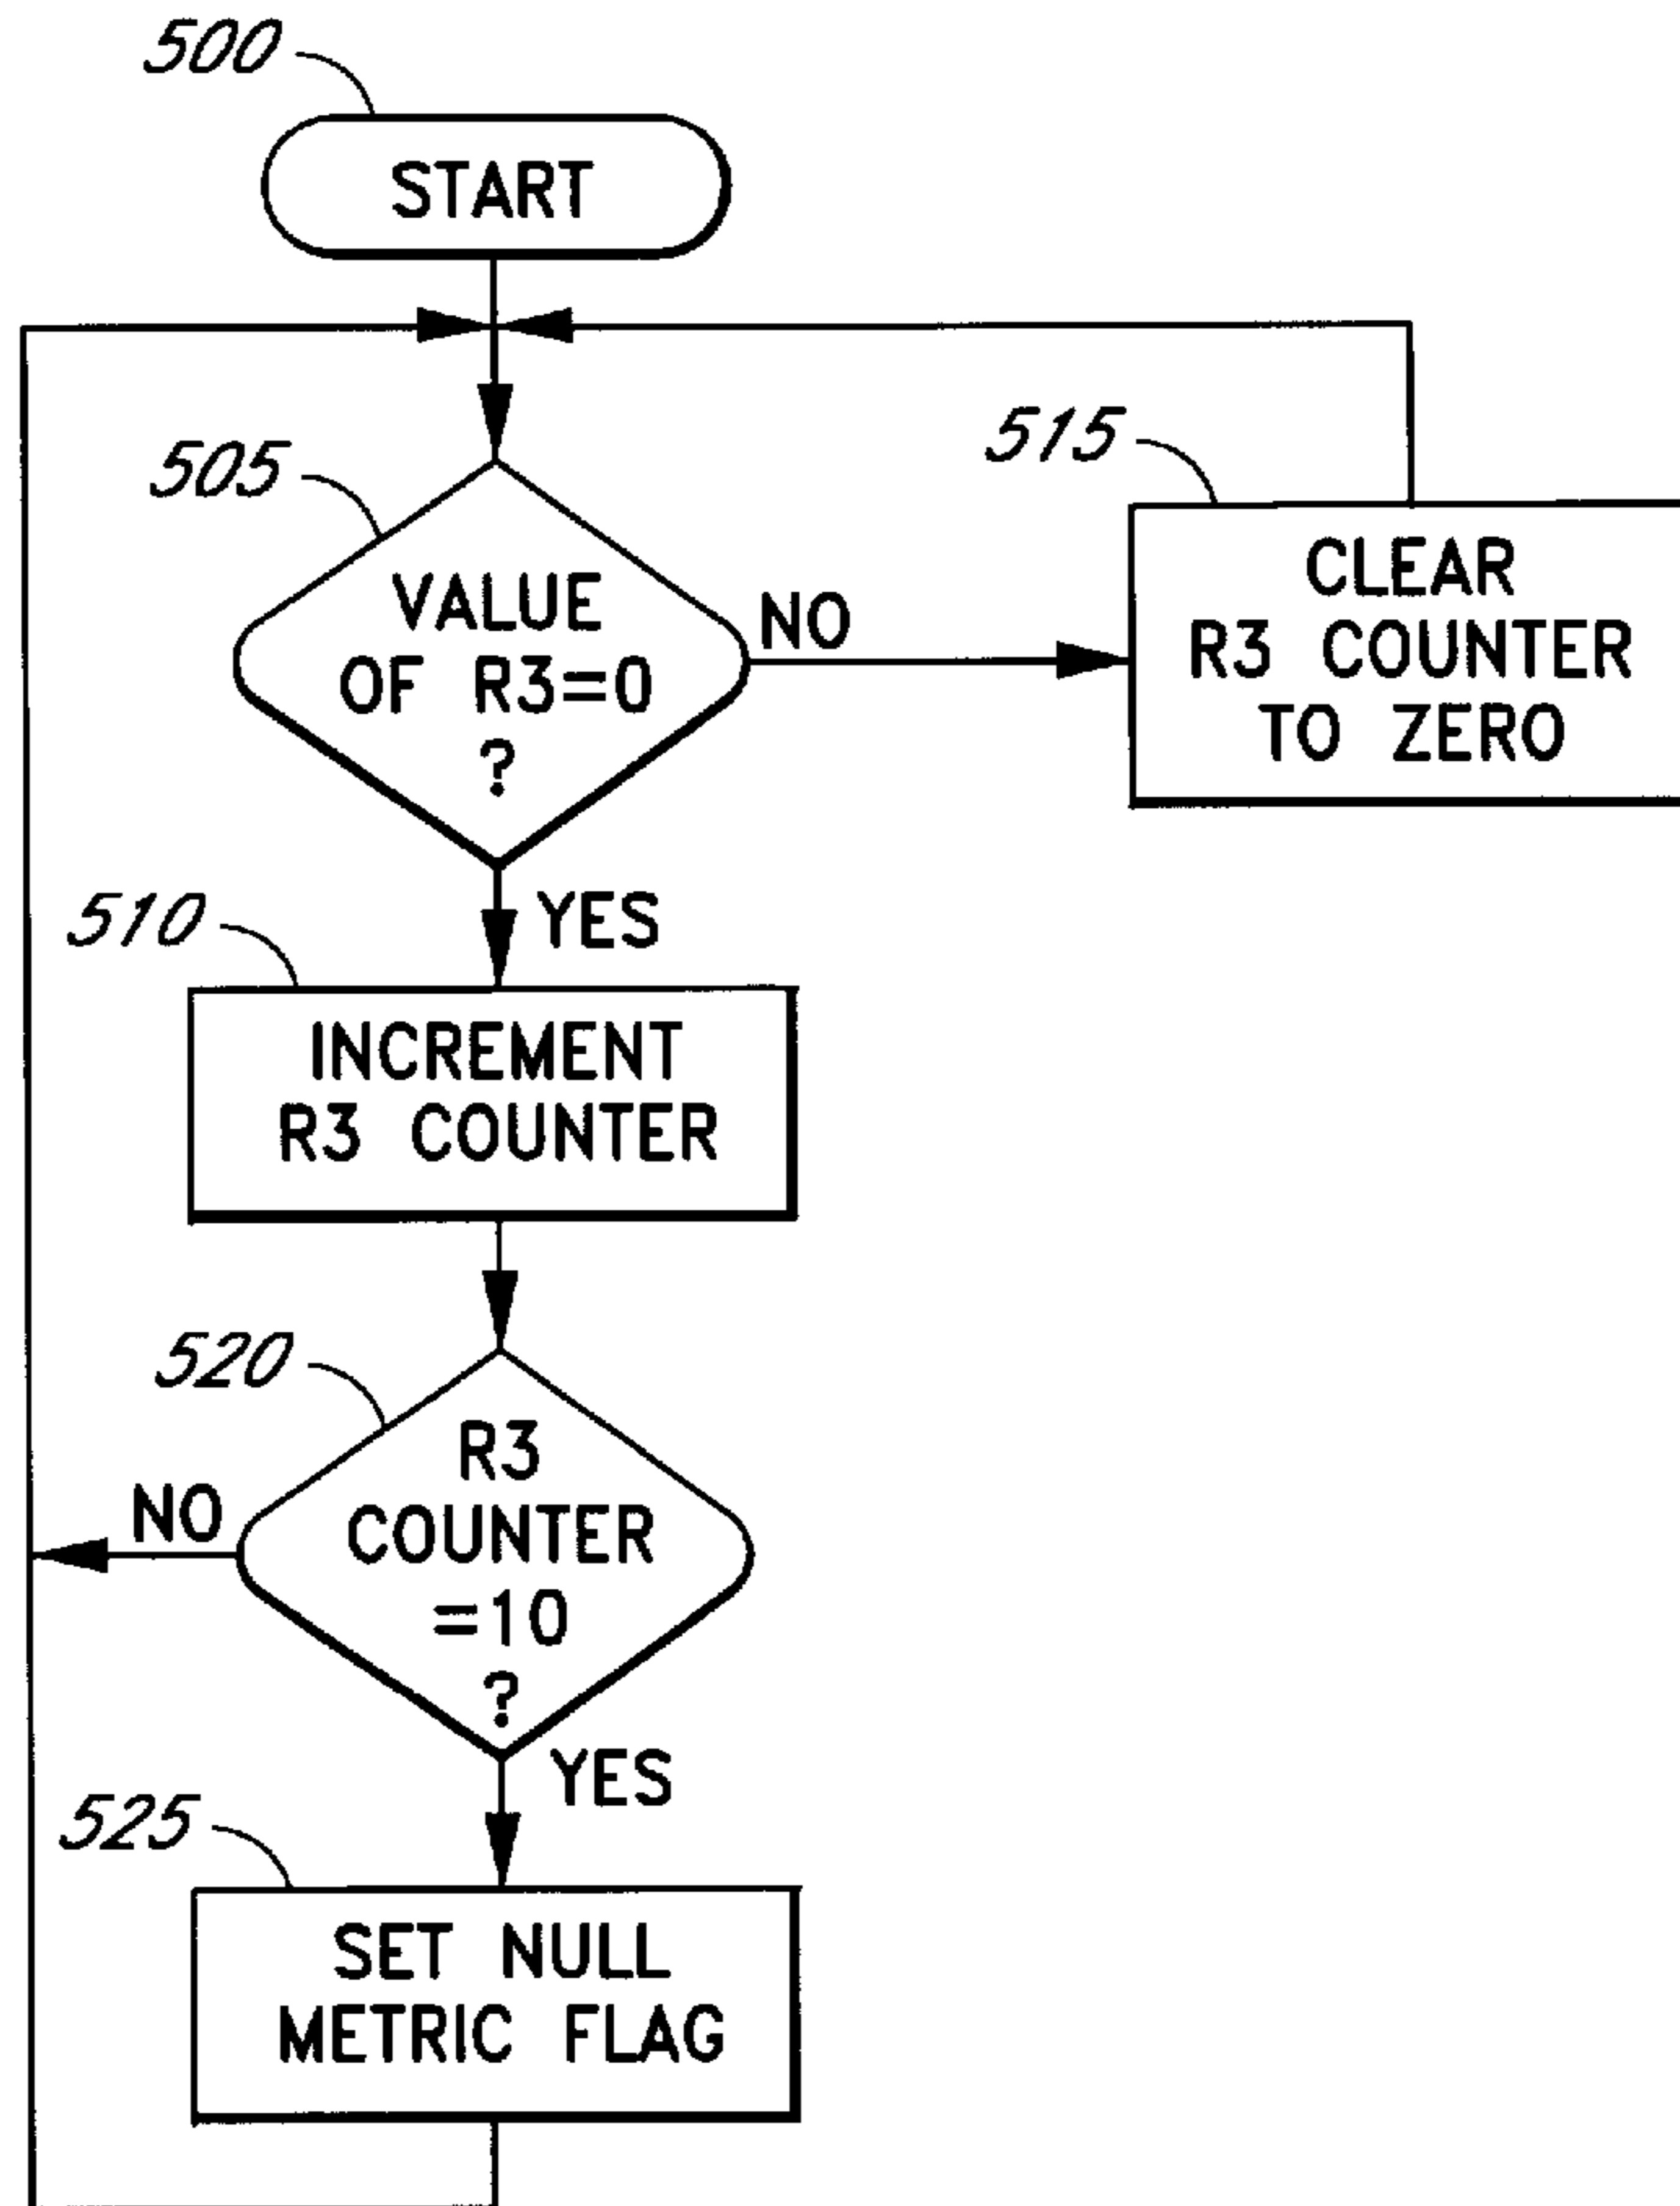 500
START
505
VALUE
OF R3=0
?
NO
515
CLEAR
R3 COUNTER
TO ZERO
YES
510
INCREMENT
R3 COUNTER
520
R3
COUNTER
=10
?
NO
YES
525
SET NULL
METRIC FLAG